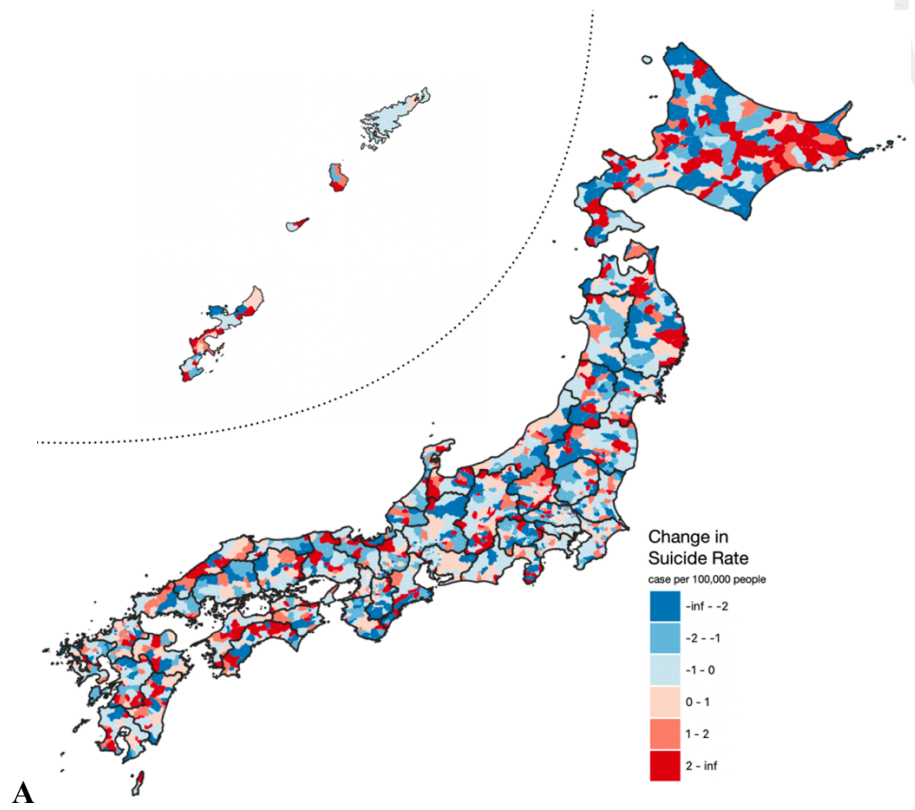 Change in
Suicide Rate
case per 100,000 people
-inf - -2
-2 - -1
-1 - 0
0 - 1
1 - 2
2 - inf
A